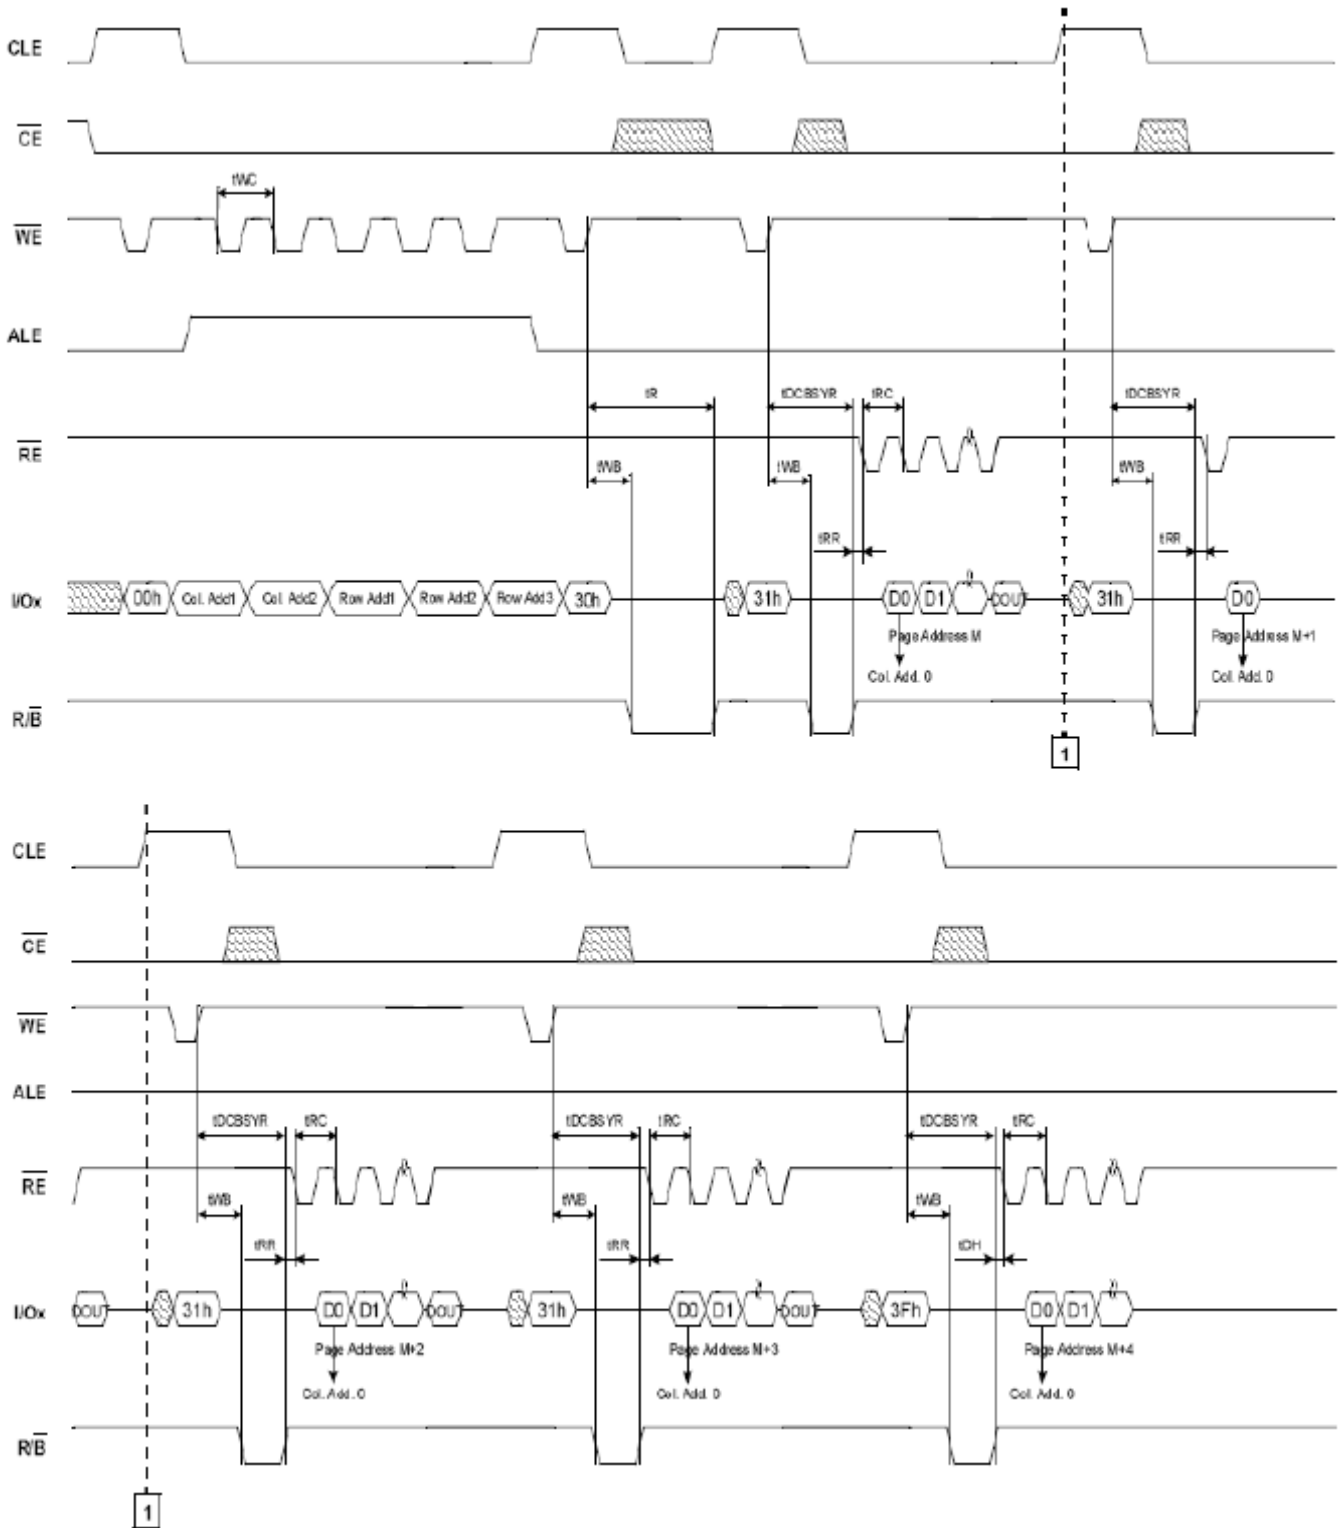 CLE
CE
tWC
WE
ALE
tR
tDCBSYR
tRC
tDCBSYR
RE
tWB
tWB
tWB
tRR
tRR
I/Ox
00h
Col. Add1
Col. Add2
Row Add1
Row Add2
Row Add3
30h
31h
D0
D1
DOUT
31h
D0
Page Address M
Page Address M+1
Col. Add. 0
Col. Add. 0
R/B
1
CLE
CE
WE
ALE
tDCBSYR
tRC
tDCBSYR
tRC
tDCBSYR
tRC
RE
tWB
tWB
tWB
tRR
tRR
tDH
I/Ox
DOUT
31h
D0
D1
DOUT
31h
D0
D1
DOUT
3Fh
D0
D1
Page Address M+2
Page Address M+3
Page Address M+4
Col. Add. 0
Col. Add. 0
Col. Add. 0
R/B
1